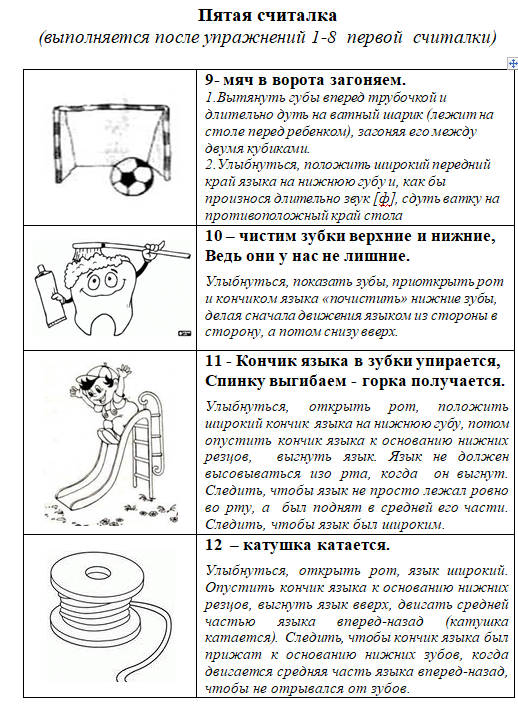 Пятая считалка
(выполняется после упражнений 1-8 первой считалки)
9- мяч в ворота загоняем.
1.Вытянуть губы вперед трубочкой и
длительно дуть на ватный шарик (лежит на
столе перед ребенком), загоняя его между
двумя кубиками.
2.Улыбнуться, положить широкий передний
край языка на нижнюю губу и, как бы
произнося длительно звук [ф], сдуть ватку на
противоположный край стола
10 – чистим зубки верхние и нижние,
Ведь они у нас не лишние.
Улыбнуться, показать зубы, приоткрыть рот
и кончиком языка «почистить» нижние зубы,
делая сначала движения языком из стороны в
сторону, а потом снизу вверх.
11 - Кончик языка в зубки упирается,
Спинку выгибаем - горка получается.
Улыбнуться, открыть рот, положить
широкий кончик языка на нижнюю губу, потом
опустить кончик языка к основанию нижних
резцов, выгнуть язык. Язык не должен
высовываться изо рта, когда он выгнут.
Следить, чтобы язык не просто лежал ровно
во рту, а был поднят в средней его части.
Следить, чтобы язык был широким.
12 – катушка катается.
Улыбнуться, открыть рот, язык широкий.
Опустить кончик языка к основанию нижних
резцов, выгнуть язык вверх, двигать средней
частью языка вперед-назад (катушка
катается). Следить, чтобы кончик языка был
прижат к основанию нижних зубов, когда
двигается средняя часть языка вперед-назад,
чтобы не отрывался от зубов.